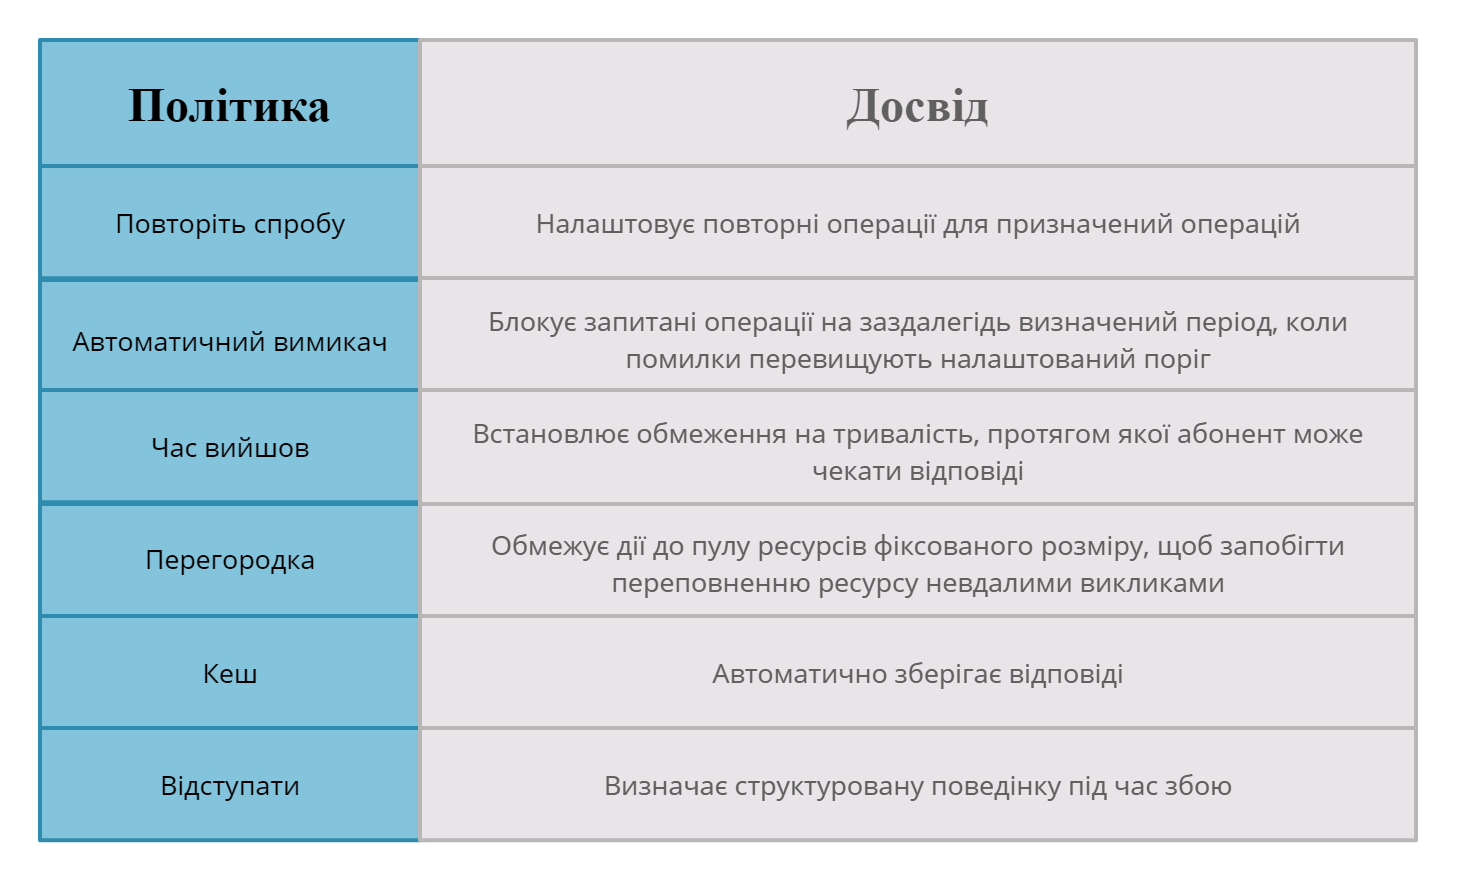 Політика
Досвід
Повторіть спробу
Налаштовує повторні операції для призначений операцій
Автоматичний вимикач
Блокує запитані операції на заздалегідь визначений період, коли
помилки перевищують налаштований поріг
Час вийшов
Встановлює обмеження на тривалість, протягом якої абонент може
чекати відповіді
Перегородка
Обмежує дії до пулу ресурсів фіксованого розміру, щоб запобігти
переповненню ресурсу невдалими викликами
Кеш
Автоматично зберігає відповіді
Відступати
Визначає структуровану поведінку під час збою